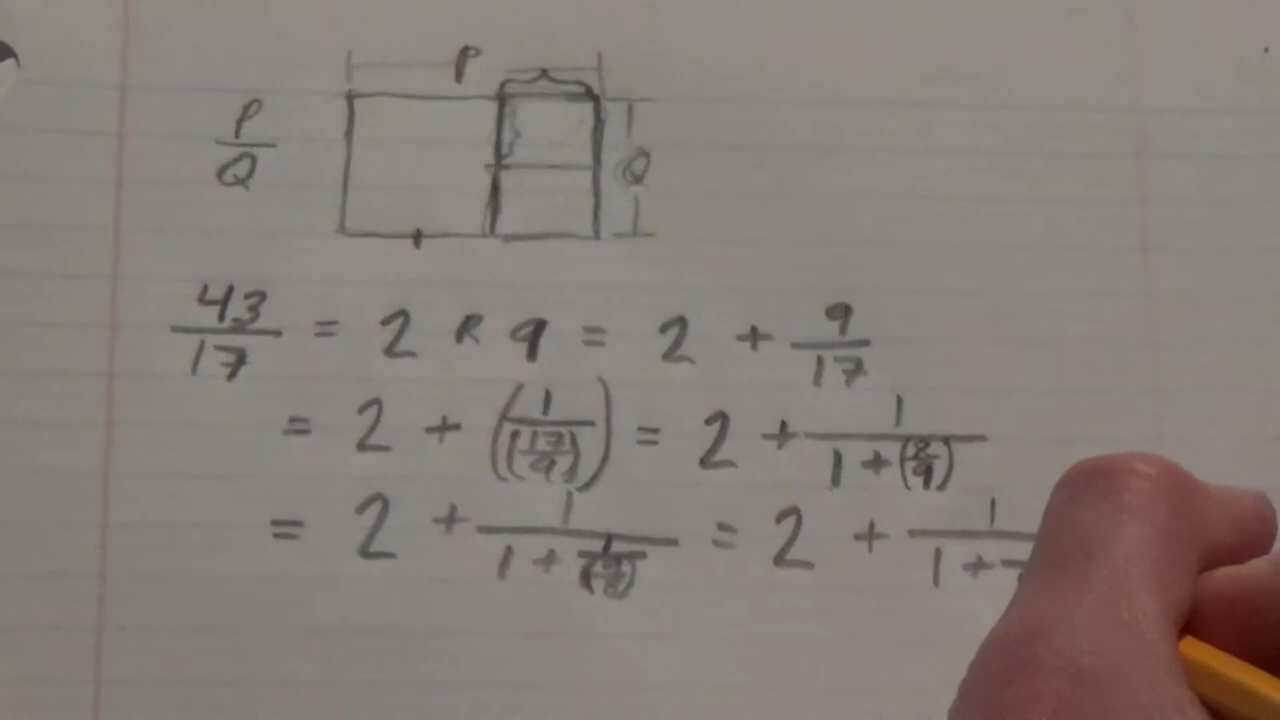 P
P/Q
Q
43/17 = 2 R 9 = 2 + 9/17
= 2 + (1/(17/9)) = 2 + 1/(1 + (8/9))
= 2 + 1/(1 + 1/(9/8)) = 2 + 1/(1 +